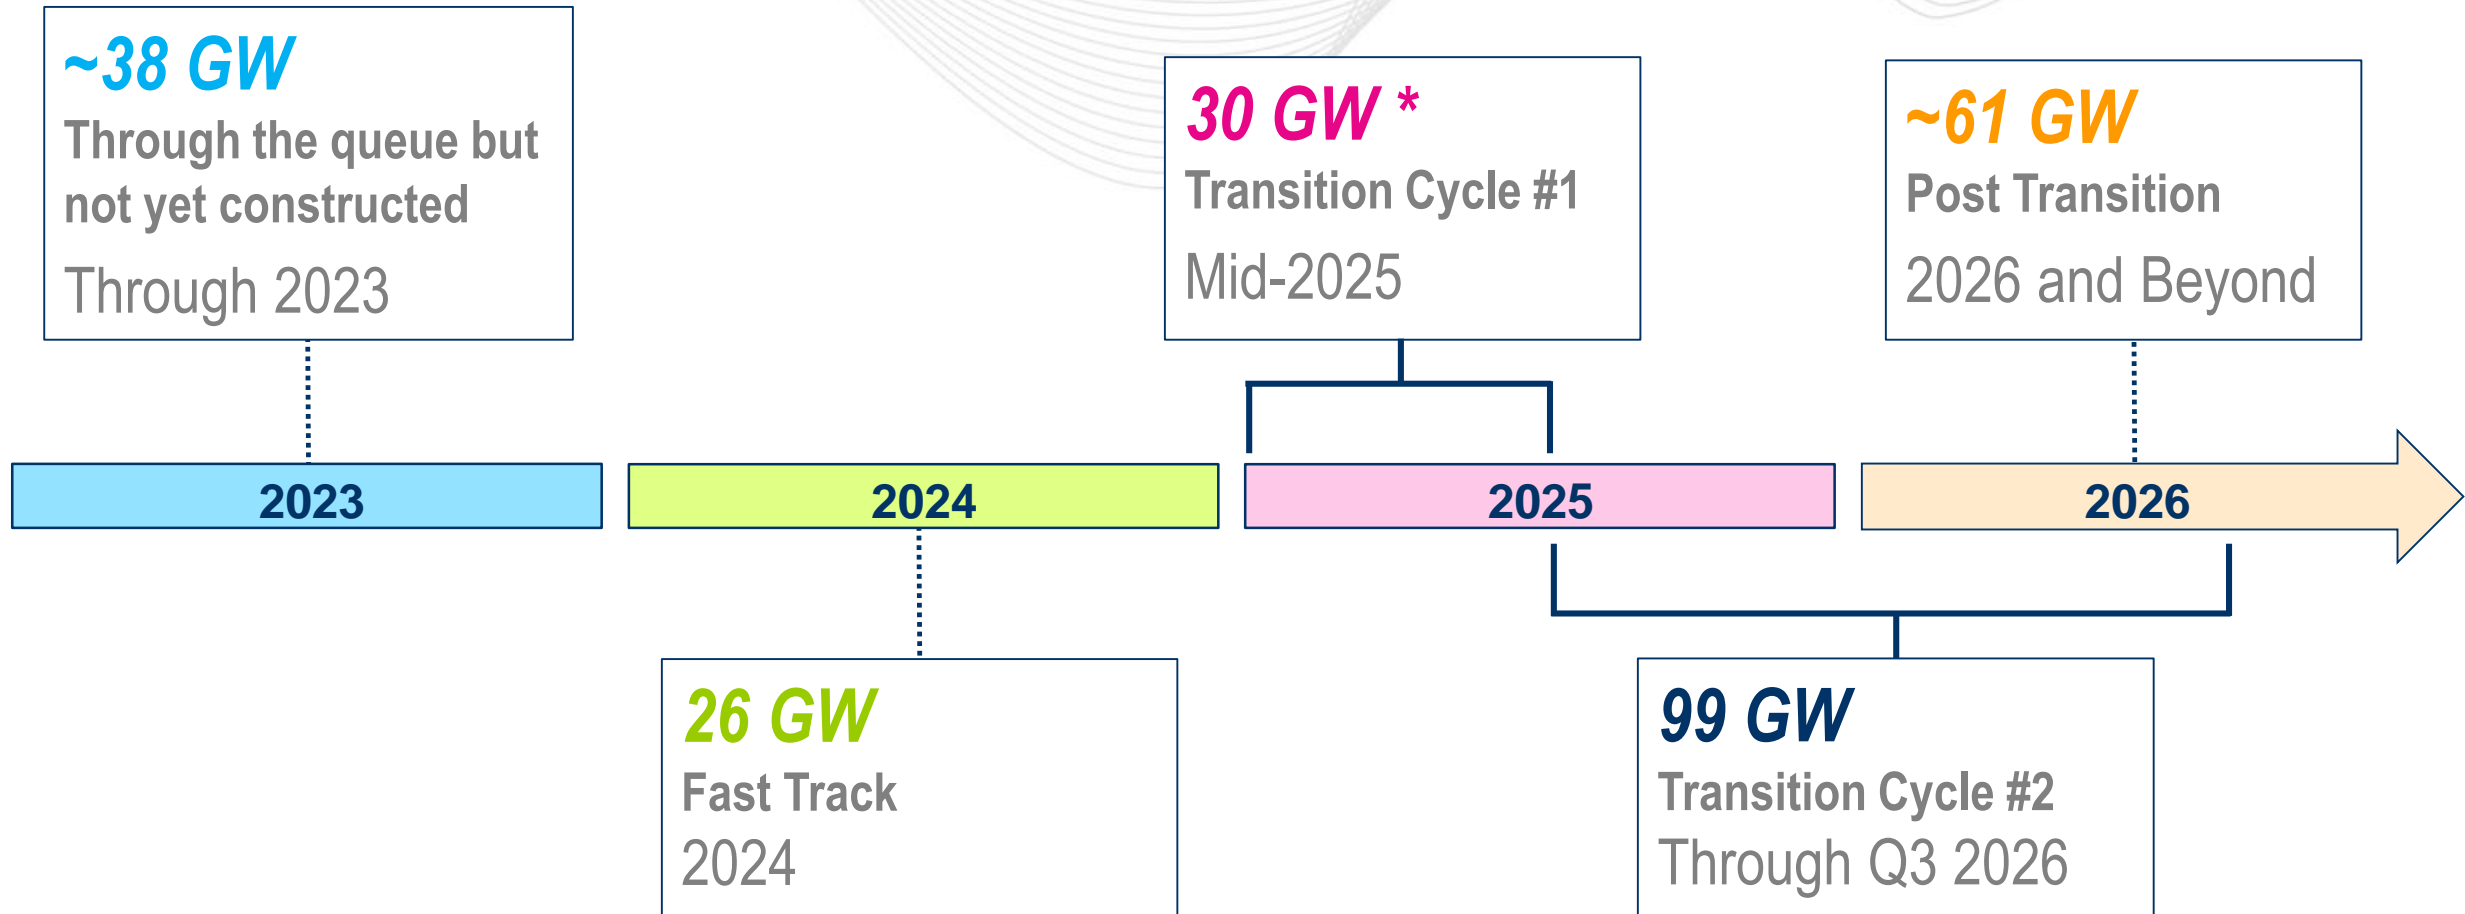 ~38 GW
Through the queue but
not yet constructed
Through 2023
30 GW *
Transition Cycle #1
Mid-2025
~61 GW
Post Transition
2026 and Beyond
2023
2024
2025
2026
26 GW
Fast Track
2024
99 GW
Transition Cycle #2
Through Q3 2026